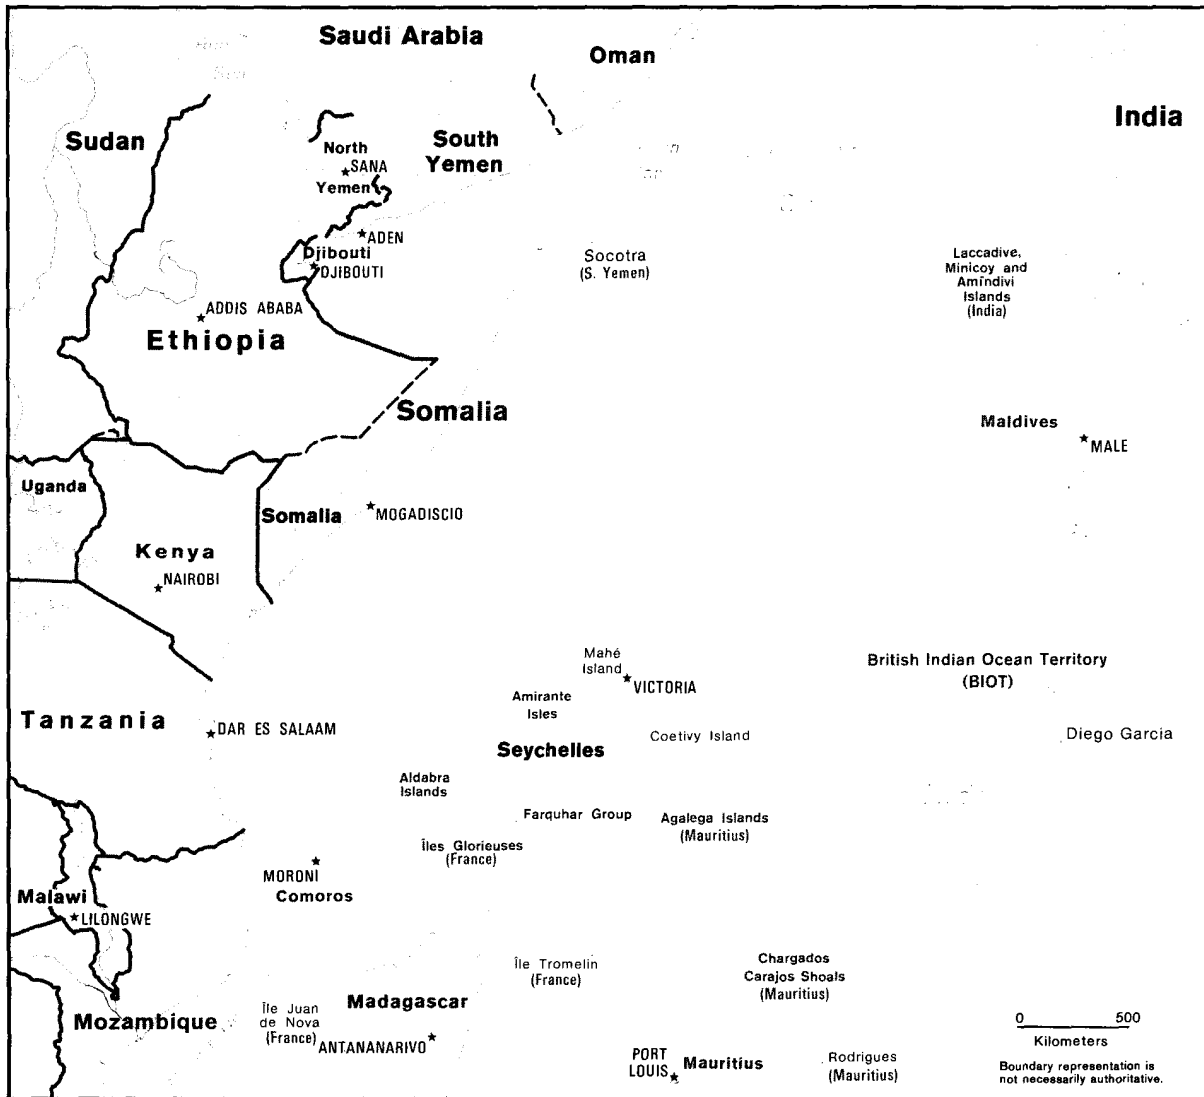 Saudi Arabia
Oman
India
Sudan
North
SANA
Yemen
South
Yemen
ADEN
Djibouti
DJIBOUTI
Socotra
(S. Yemen)
Laccadive,
Minicoy and
Amindivi
Islands
(India)
ADDIS ABABA
Ethiopia
Somalia
Maldives
MALE
Uganda
Somalia
MOGADISCIO
Kenya
NAIROBI
Mahé
Island
VICTORIA
British Indian Ocean Territory
(BIOT)
Amirante
Isles
Tanzania
DAR ES SALAAM
Coetivy Island
Diego Garcia
Seychelles
Aldabra
Islands
Farquhar Group
Agalega Islands
(Mauritius)
Îles Glorieuses
(France)
MORONI
Comoros
Malawi
LILONGWE
Île Tromelin
(France)
Chargados
Carajos Shoals
(Mauritius)
Mozambique
Île Juan
de Nova
(France)
Madagascar
ANTANANARIVO
PORT
LOUIS
Mauritius
Rodrigues
(Mauritius)
0 500
Kilometers
Boundary representation is
not necessarily authoritative.